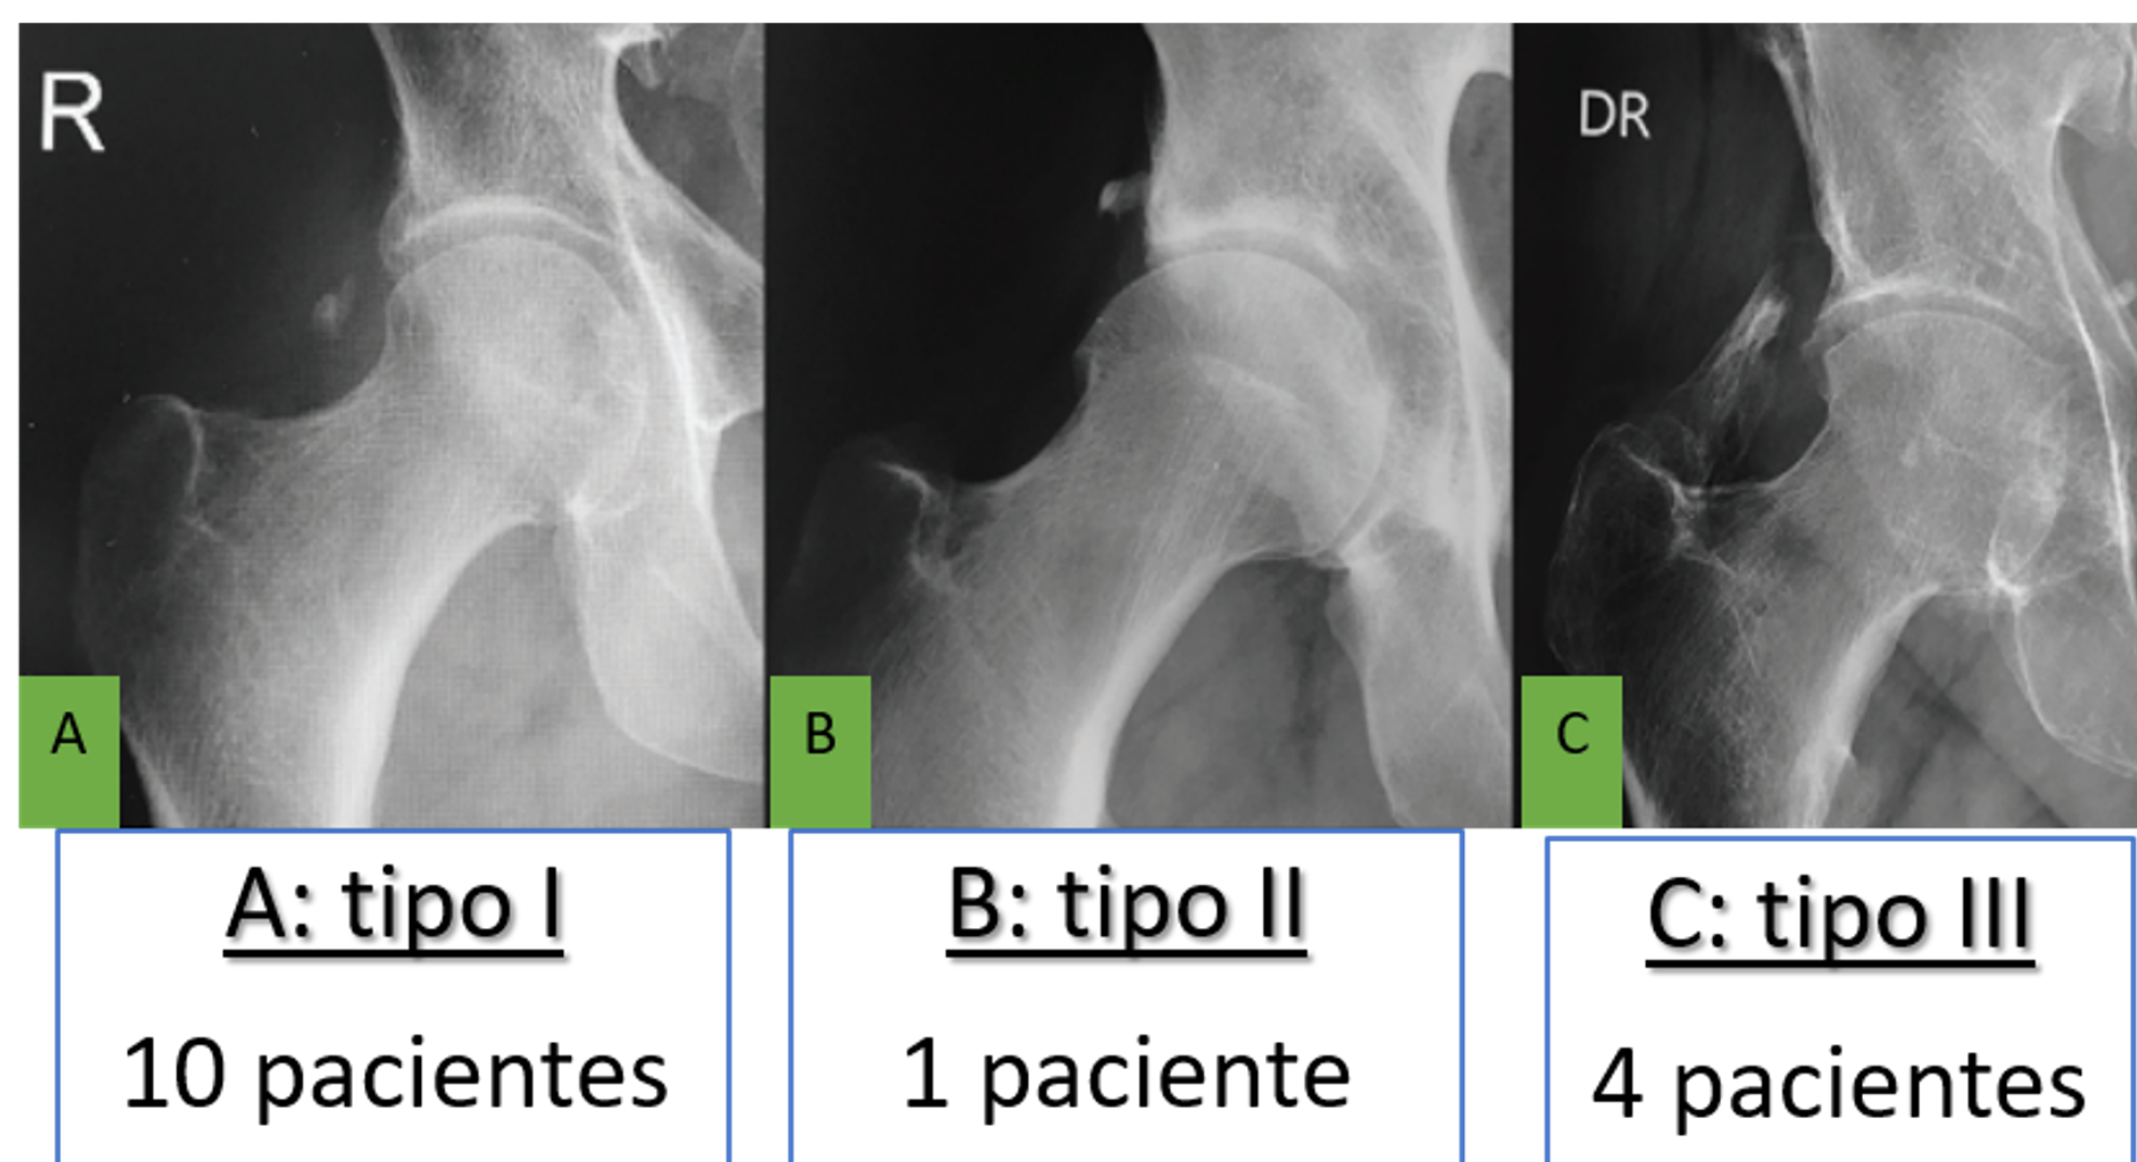 R
DR
A
B
C
A: tipo I
10 pacientes
B: tipo II
1 paciente
C: tipo III
4 pacientes